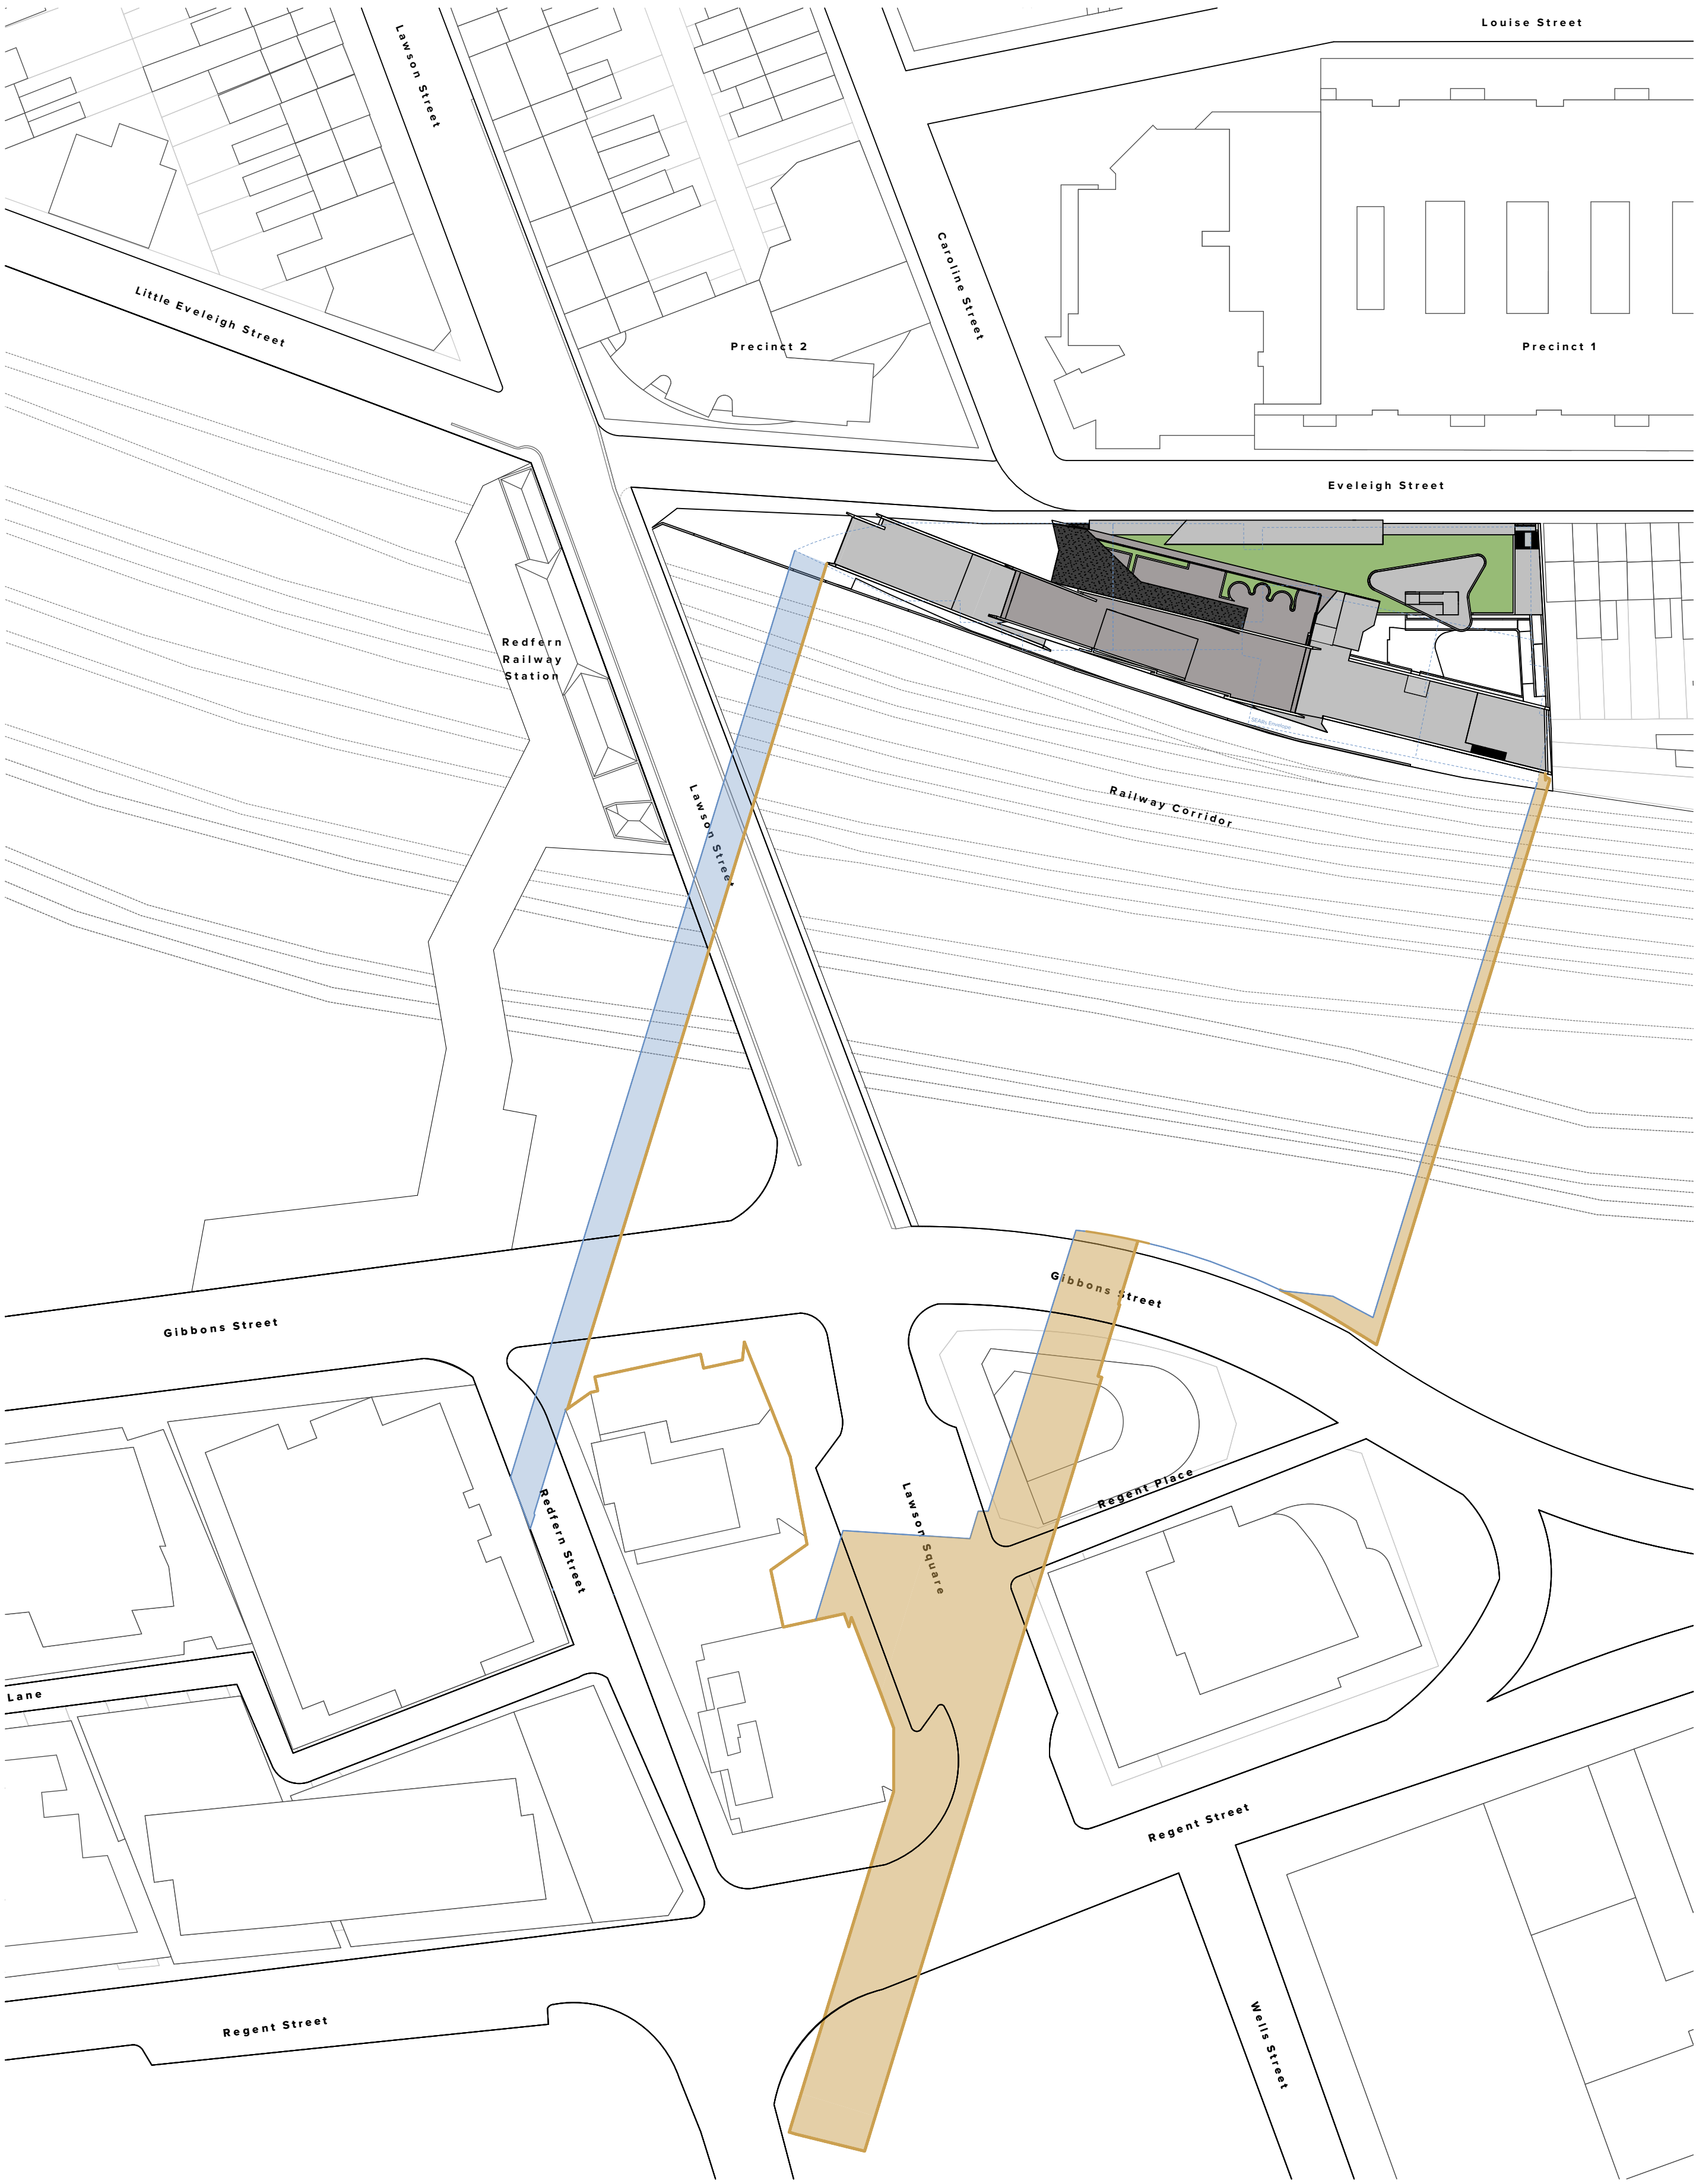 Louise Street
Lawson Street
Caroline Street
Little Eveleigh Street
Precinct 2
Precinct 1
Eveleigh Street
Redfern
Railway
Station
SEARs Envelope
Railway Corridor
Lawson Street
Gibbons Street
Gibbons Street
Regent Place
Lawson Square
Redfern Street
Lane
Regent Street
Regent Street
Wells Street